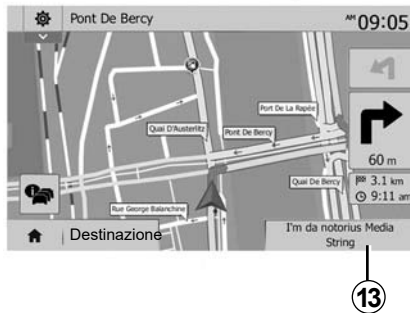 Pont De Bercy
AM 09:05
Port De La Rapée
Quai D'Austerlitz
Pont De Bercy
60 m
Quai De Bercy
3.1 km
9:11 am
Rue George Balanchine
Destinazione
I'm da notorius Media
String
13